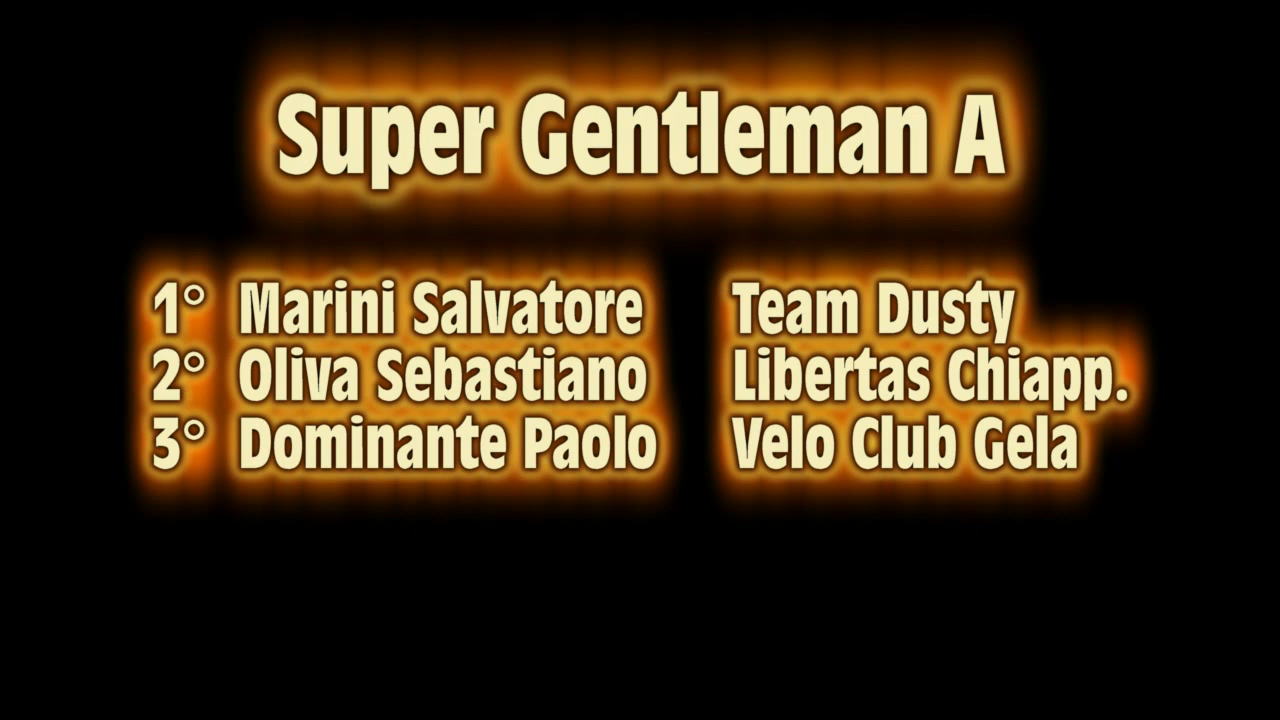 Super Gentleman A
1° Marini Salvatore Team Dusty
2° Oliva Sebastiano Libertas Chiapp.
3° Dominante Paolo Velo Club Gela